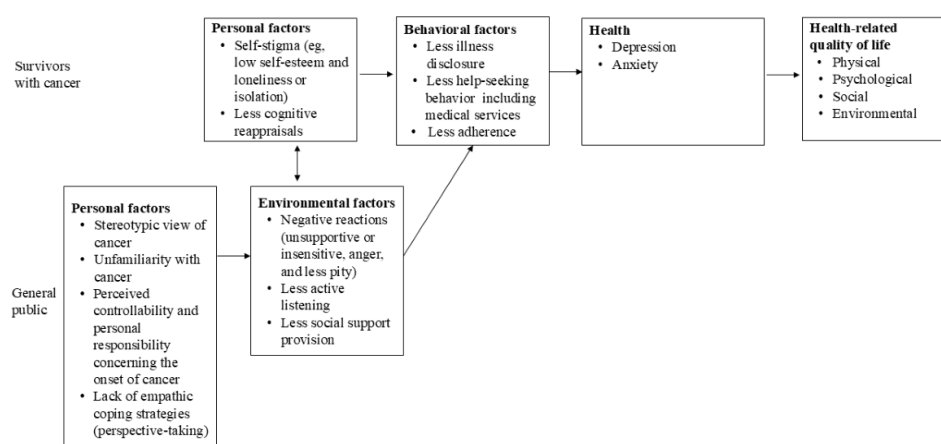 Survivors
with cancer
Personal factors
• Self-stigma (eg,
low self-esteem and
loneliness or
isolation)
• Less cognitive
reappraisals
Behavioral factors
• Less illness
disclosure
• Less help-seeking
behavior including
medical services
• Less adherence
Health
• Depression
• Anxiety
Health-related
quality of life
• Physical
• Psychological
• Social
• Environmental
General
public
Personal factors
• Stereotypic view of
cancer
• Unfamiliarity with
cancer
• Perceived
controllability and
personal
responsibility
concerning the
onset of cancer
• Lack of empathic
coping strategies
(perspective-taking)
Environmental factors
• Negative reactions
(unsupportive or
insensitive, anger,
and less pity)
• Less active
listening
• Less social support
provision